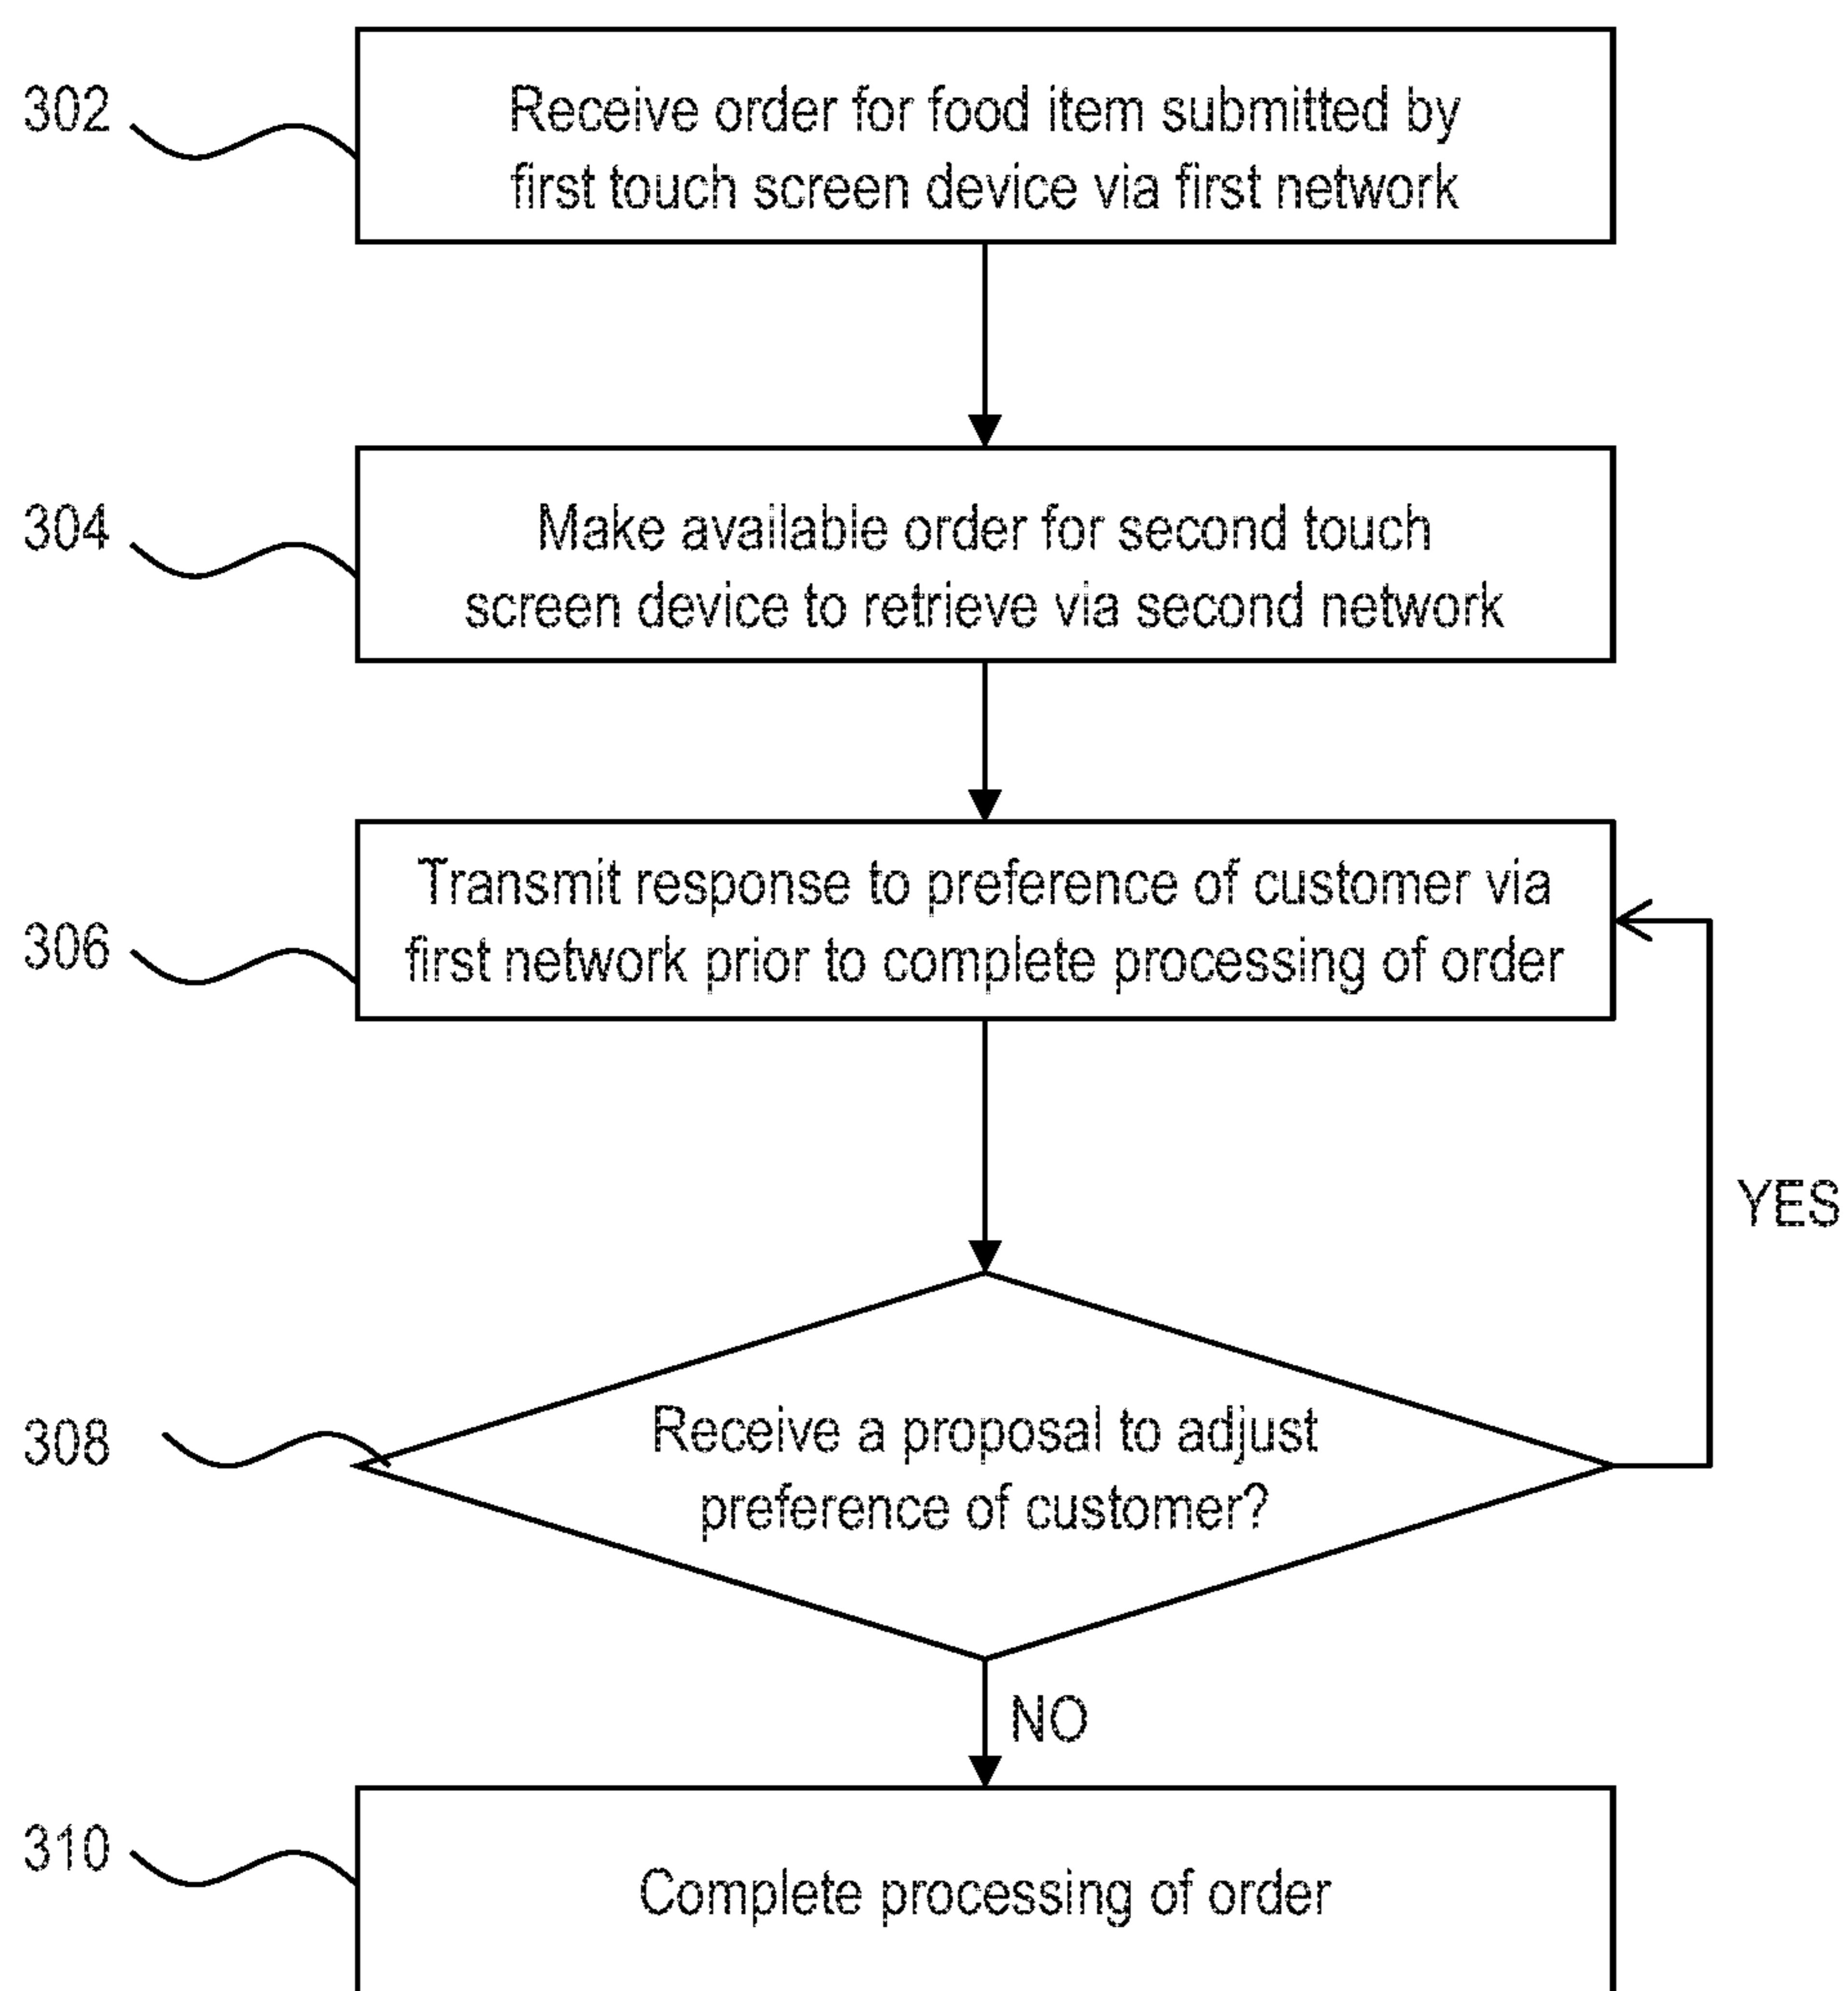 302
Receive order for food item submitted by
first touch screen device via first network
304
Make available order for second touch
screen device to retrieve via second network
306
Transmit response to preference of customer via
first network prior to complete processing of order
YES
308
Receive a proposal to adjust
preference of customer?
NO
310
Complete processing of order